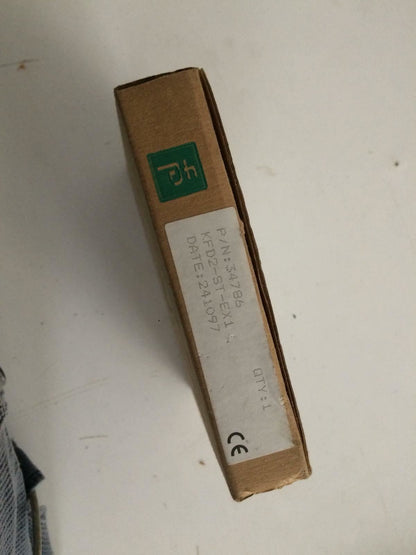 P/N:34786
KFD2-ST-EX1
DATE:241097
QTY:1
CE